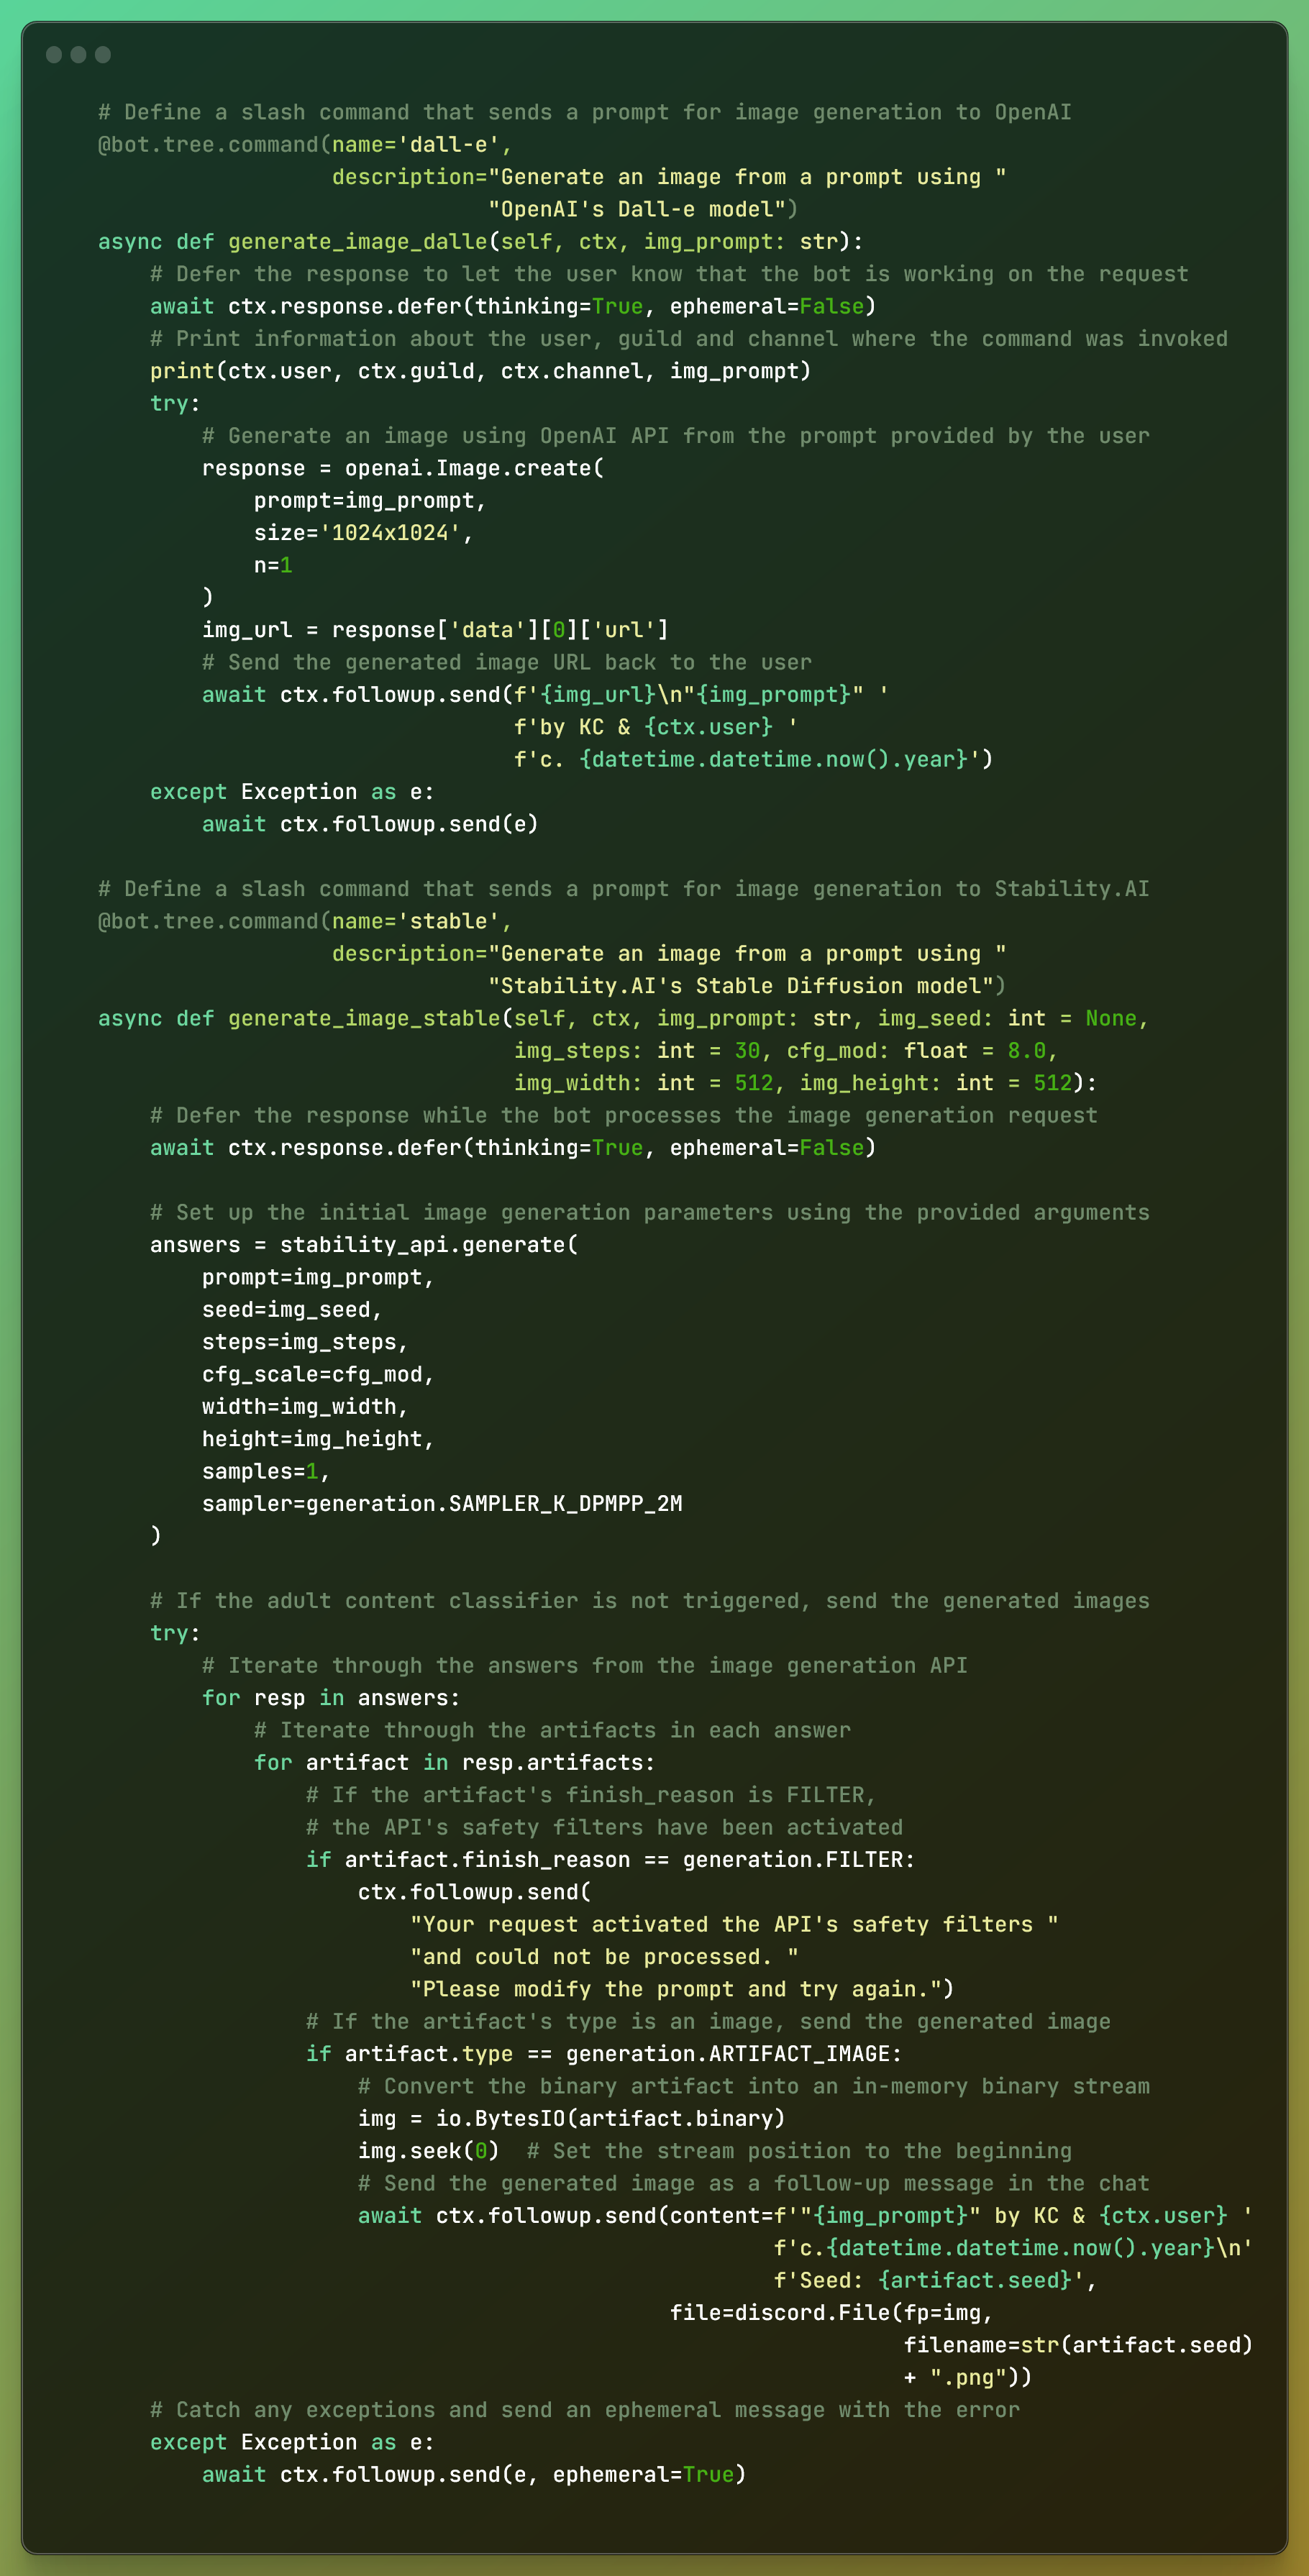 # Define a slash command that sends a prompt for image generation to OpenAI
@bot.tree.command(name='dall-e',
                  description="Generate an image from a prompt using "
                              "OpenAI's Dall-e model")
async def generate_image_dalle(self, ctx, img_prompt: str):
    # Defer the response to let the user know that the bot is working on the request
    await ctx.response.defer(thinking=True, ephemeral=False)
    # Print information about the user, guild and channel where the command was invoked
    print(ctx.user, ctx.guild, ctx.channel, img_prompt)
    try:
        # Generate an image using OpenAI API from the prompt provided by the user
        response = openai.Image.create(
            prompt=img_prompt,
            size='1024x1024',
            n=1
        )
        img_url = response['data'][0]['url']
        # Send the generated image URL back to the user
        await ctx.followup.send(f'{img_url}\n"{img_prompt}" '
                                f'by KC & {ctx.user} '
                                f'c. {datetime.datetime.now().year}')
    except Exception as e:
        await ctx.followup.send(e)

# Define a slash command that sends a prompt for image generation to Stability.AI
@bot.tree.command(name='stable',
                  description="Generate an image from a prompt using "
                              "Stability.AI's Stable Diffusion model")
async def generate_image_stable(self, ctx, img_prompt: str, img_seed: int = None,
                                img_steps: int = 30, cfg_mod: float = 8.0,
                                img_width: int = 512, img_height: int = 512):
    # Defer the response while the bot processes the image generation request
    await ctx.response.defer(thinking=True, ephemeral=False)

    # Set up the initial image generation parameters using the provided arguments
    answers = stability_api.generate(
        prompt=img_prompt,
        seed=img_seed,
        steps=img_steps,
        cfg_scale=cfg_mod,
        width=img_width,
        height=img_height,
        samples=1,
        sampler=generation.SAMPLER_K_DPMPP_2M
    )

    # If the adult content classifier is not triggered, send the generated images
    try:
        # Iterate through the answers from the image generation API
        for resp in answers:
            # Iterate through the artifacts in each answer
            for artifact in resp.artifacts:
                # If the artifact's finish_reason is FILTER,
                # the API's safety filters have been activated
                if artifact.finish_reason == generation.FILTER:
                    ctx.followup.send(
                        "Your request activated the API's safety filters "
                        "and could not be processed. "
                        "Please modify the prompt and try again.")
                # If the artifact's type is an image, send the generated image
                if artifact.type == generation.ARTIFACT_IMAGE:
                    # Convert the binary artifact into an in-memory binary stream
                    img = io.BytesIO(artifact.binary)
                    img.seek(0)  # Set the stream position to the beginning
                    # Send the generated image as a follow-up message in the chat
                    await ctx.followup.send(content=f'"{img_prompt}" by KC & {ctx.user} '
                                                    f'c.{datetime.datetime.now().year}\n'
                                                    f'Seed: {artifact.seed}',
                                            file=discord.File(fp=img,
                                                              filename=str(artifact.seed)
                                                              + ".png"))
    # Catch any exceptions and send an ephemeral message with the error
    except Exception as e:
        await ctx.followup.send(e, ephemeral=True)